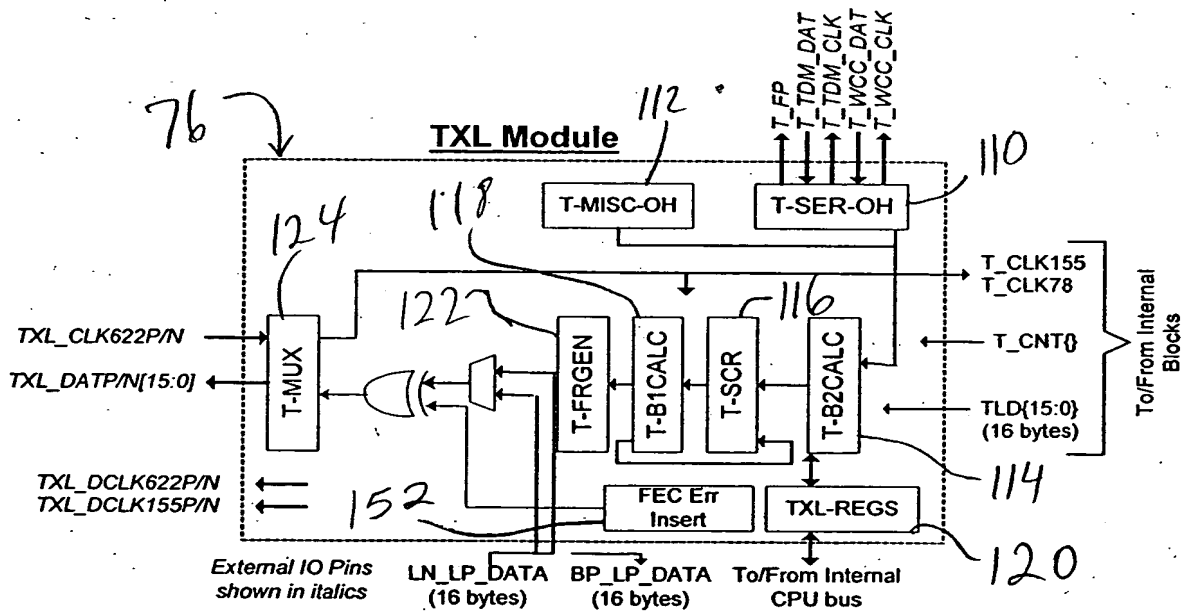 T_FP
T_TDM_DAT
T_TDM_CLK
T_WCC_DAT
T_WCC_CLK
76
112
TXL Module
110
118
T-MISC-OH
T-SER-OH
124
T_CLK155
T_CLK78
122
116
TXL_CLK622P/N
T-MUX
T-FRGEN
T-B1CALC
T-SCR
T-B2CALC
T_CNT{}
To/From Internal
Blocks
TXL_DATP/N[15:0]
TLD{15:0}
(16 bytes)
TXL_DCLK622P/N
TXL_DCLK155P/N
152
FEC Err
Insert
TXL-REGS
114
120
External IO Pins
shown in italics
LN_LP_DATA
(16 bytes)
BP_LP_DATA
(16 bytes)
To/From Internal
CPU bus